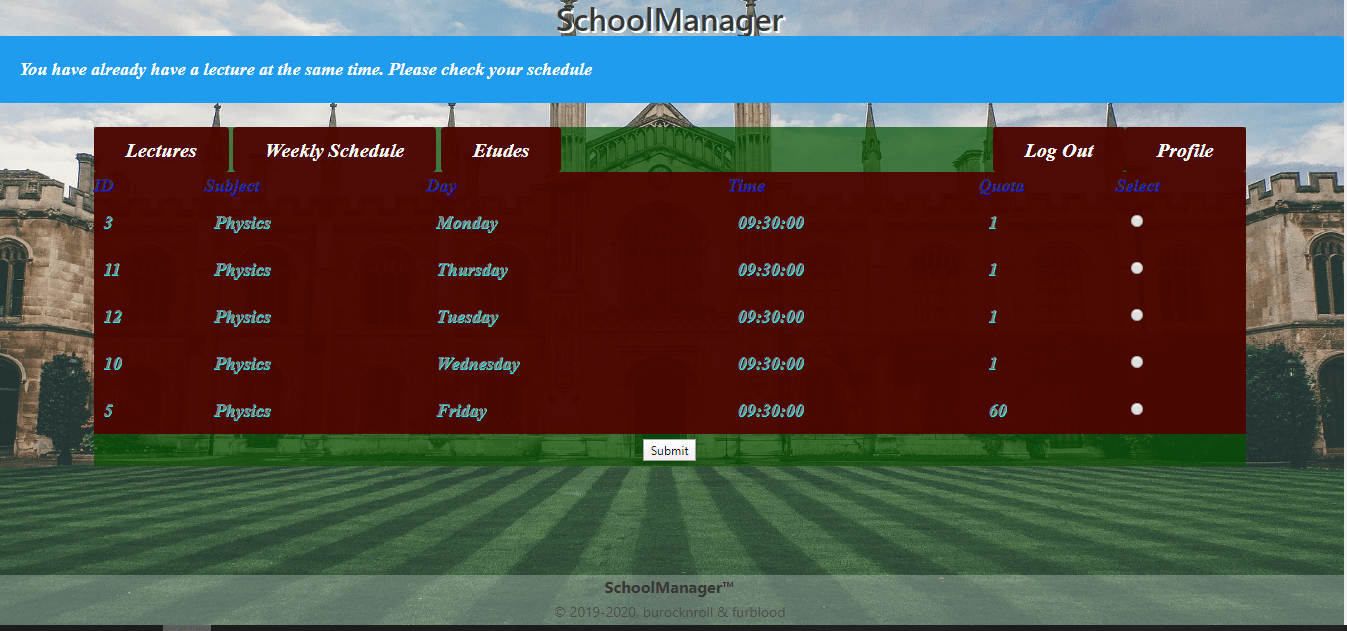 SchoolManager
You have already have a lecture at the same time. Please check your schedule
Lectures Weekly Schedule Etudes Log Out Profile
ID Subject Day Time Quota Select
3 Physics Monday 09:30:00 1
11 Physics Thursday 09:30:00 1
12 Physics Tuesday 09:30:00 1
10 Physics Wednesday 09:30:00 1
5 Physics Friday 09:30:00 60
Submit
SchoolManager™
© 2019-2020, burocknroll & furblood